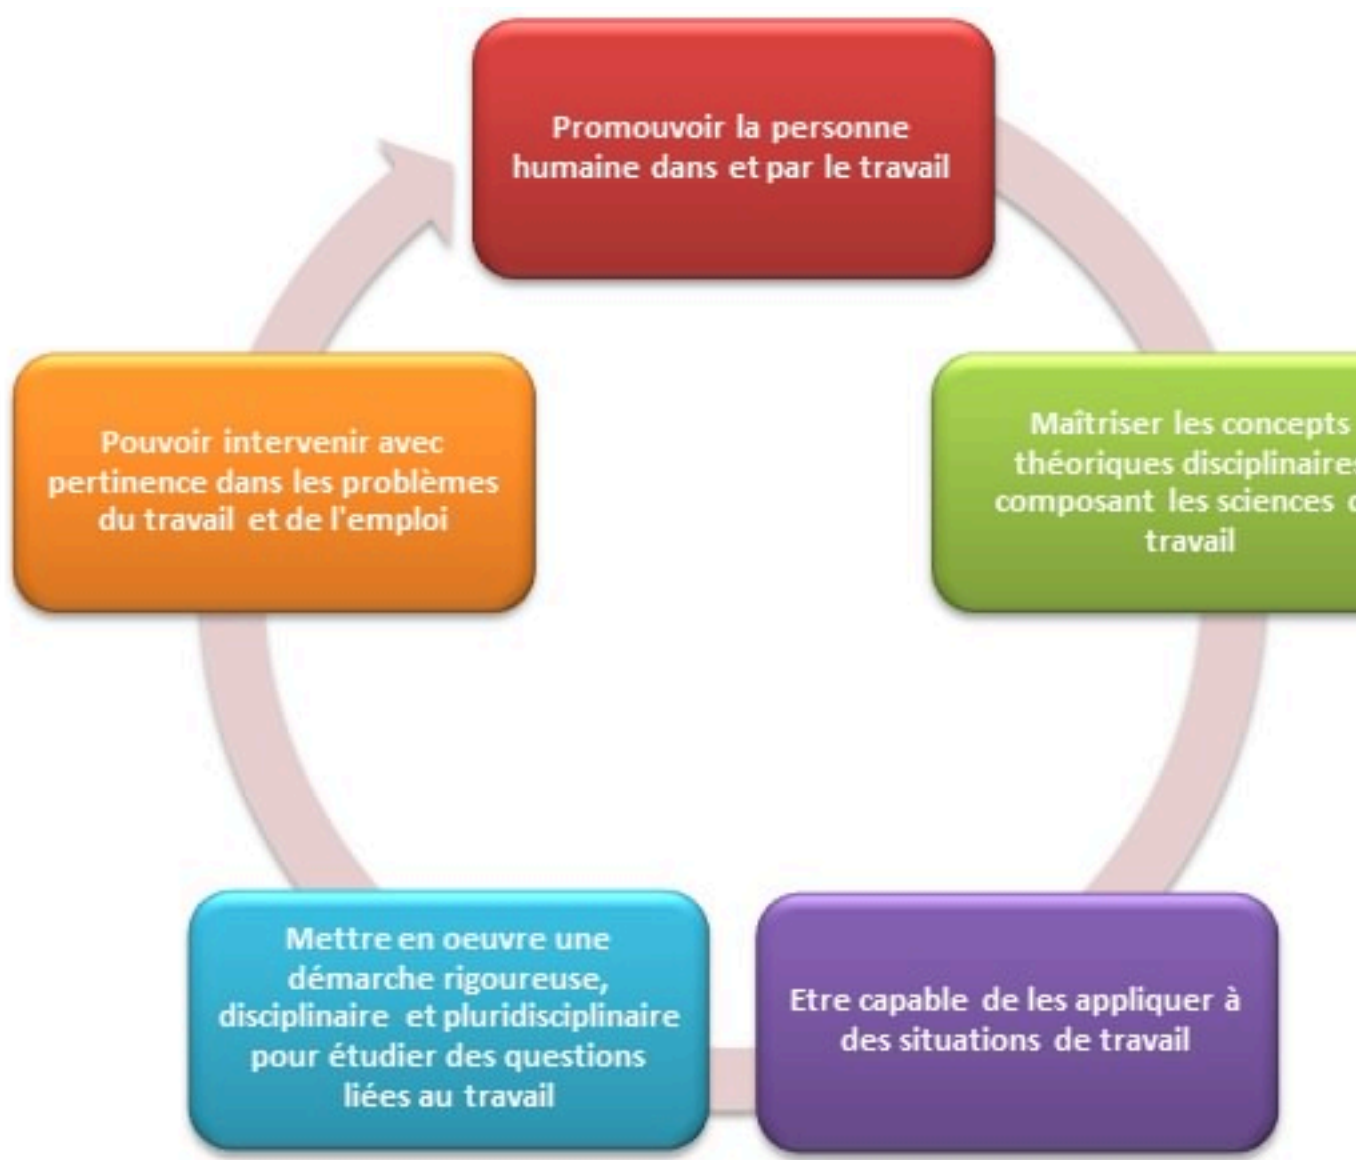 Promouvoir la personne
humaine dans et par le travail
Maîtriser les concepts
théoriques disciplinaires
composant les sciences
travail
Etre capable de les appliquer à
des situations de travail
Mettre en oeuvre une
démarche rigoureuse,
disciplinaire et pluridisciplinaire
pour étudier des questions
liées au travail
Pouvoir intervenir avec
pertinence dans les problèmes
du travail et de l'emploi